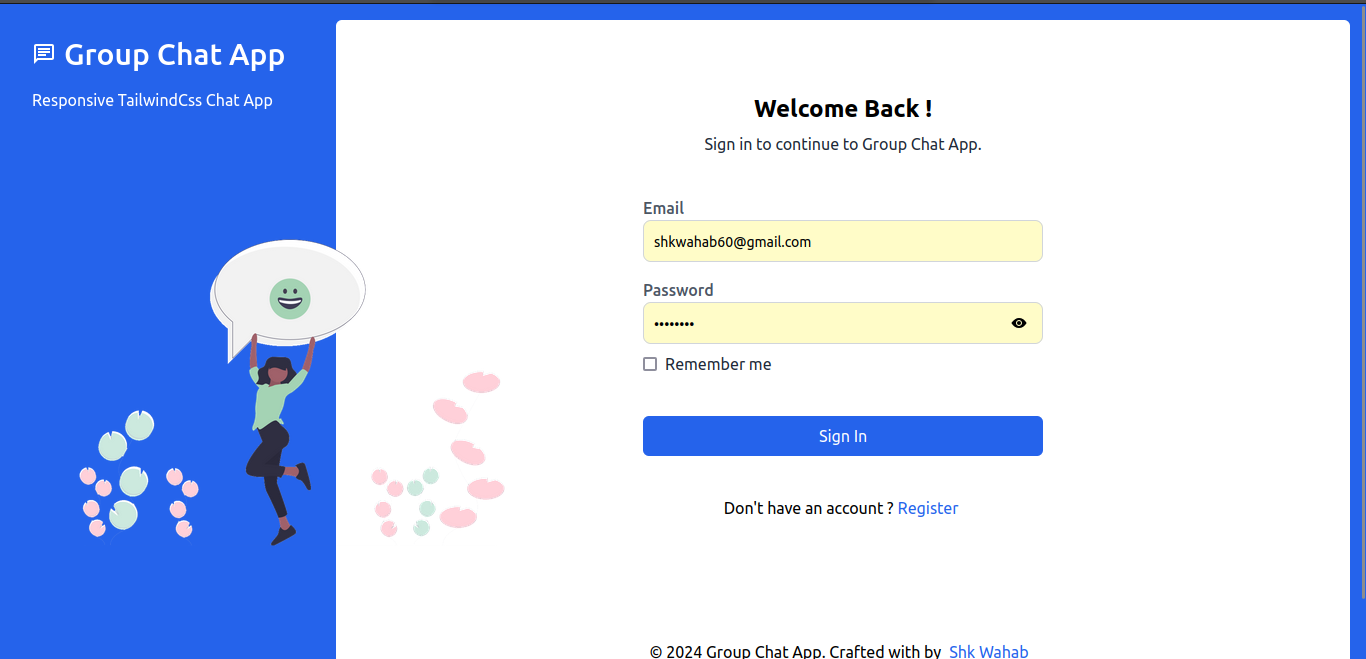 Group Chat App
Responsive TailwindCss Chat App
Welcome Back !
Sign in to continue to Group Chat App.
Email
shkwahab60@gmail.com
Password
••••••••
Remember me
Sign In
Don't have an account ? Register
© 2024 Group Chat App. Crafted with by Shk Wahab